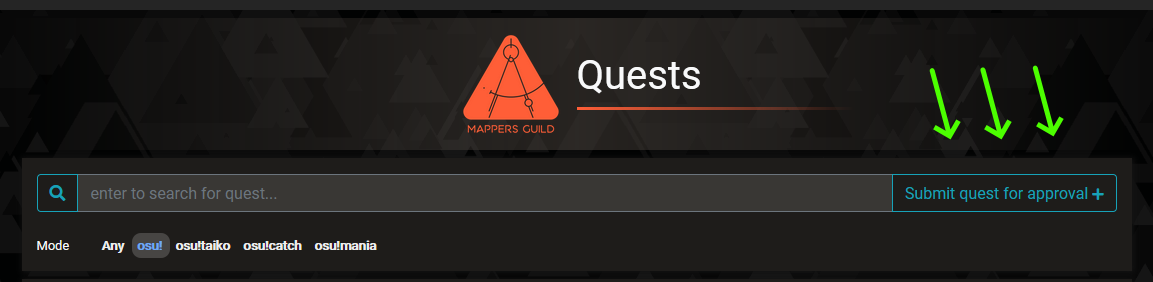 Quests
MAPPERS GUILD
enter to search for quest...
Submit quest for approval +
Mode
Any osu! osu!taiko osu!catch osu!mania